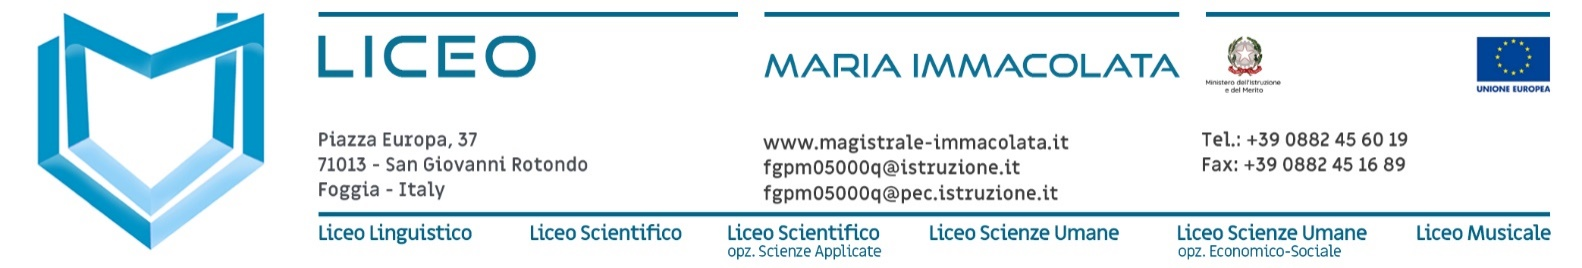 LICEO
MARIA IMMACOLATA
Ministero dell'Istruzione
e del Merito
UNIONE EUROPEA
Piazza Europa, 37
71013 - San Giovanni Rotondo
Foggia - Italy
www.magistrale-immacolata.it
fgpm05000q@istruzione.it
fgpm05000q@pec.istruzione.it
Tel.: +39 0882 45 60 19
Fax: +39 0882 45 16 89
Liceo Linguistico
Liceo Scientifico
Liceo Scientifico
opz. Scienze Applicate
Liceo Scienze Umane
Liceo Scienze Umane
opz. Economico-Sociale
Liceo Musicale